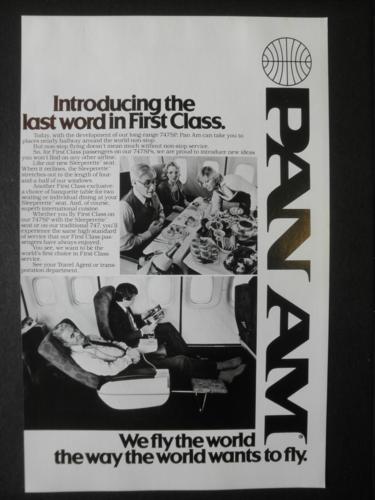 Introducing the
last word in First Class.
Today, with the development of our long-range 747SP, Pan Am can take you to
places nearly halfway around the world non-stop.
But non-stop flying doesn't mean much without non-stop service.
So, for First Class passengers on our 747SP's, we are proud to introduce new ideas
you won't find on any other airline.
Like our new Sleeperette™ seat.
When it reclines, the Sleeperette™
stretches out to the length of four-
and-a-half of our windows.
Another First Class exclusive:
a choice of banquette table for two
seating or individual dining at your
Sleeperette™ seat. And, of course,
superb international cuisine.
Whether you fly First Class on
our 747SP with the Sleeperette™
seat or on our traditional 747, you'll
experience the same high standard
of service that our First Class pas-
sengers have always enjoyed.
You see, we want to be the
world's first choice in First Class
service.
See your Travel Agent or trans-
portation department.
PAN AM
We fly the world
the way the world wants to fly.